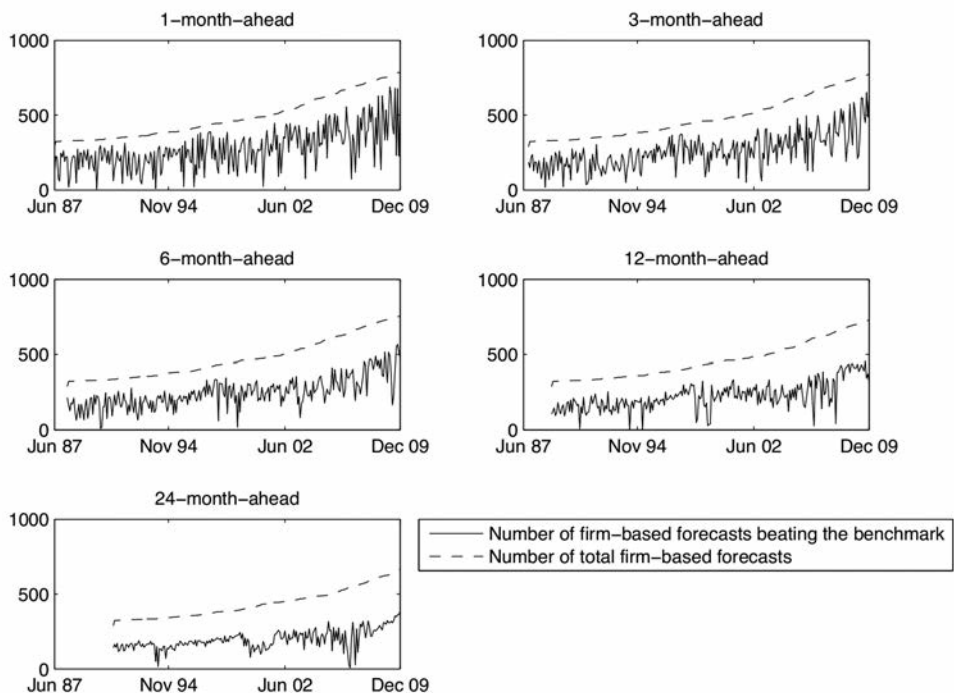 1−month−ahead
1000
500
0
Jun 87 Nov 94 Jun 02 Dec 09
3−month−ahead
1000
500
0
Jun 87 Nov 94 Jun 02 Dec 09
6−month−ahead
1000
500
0
Jun 87 Nov 94 Jun 02 Dec 09
12−month−ahead
1000
500
0
Jun 87 Nov 94 Jun 02 Dec 09
24−month−ahead
1000
500
0
Jun 87 Nov 94 Jun 02 Dec 09
Number of firm−based forecasts beating the benchmark
Number of total firm−based forecasts